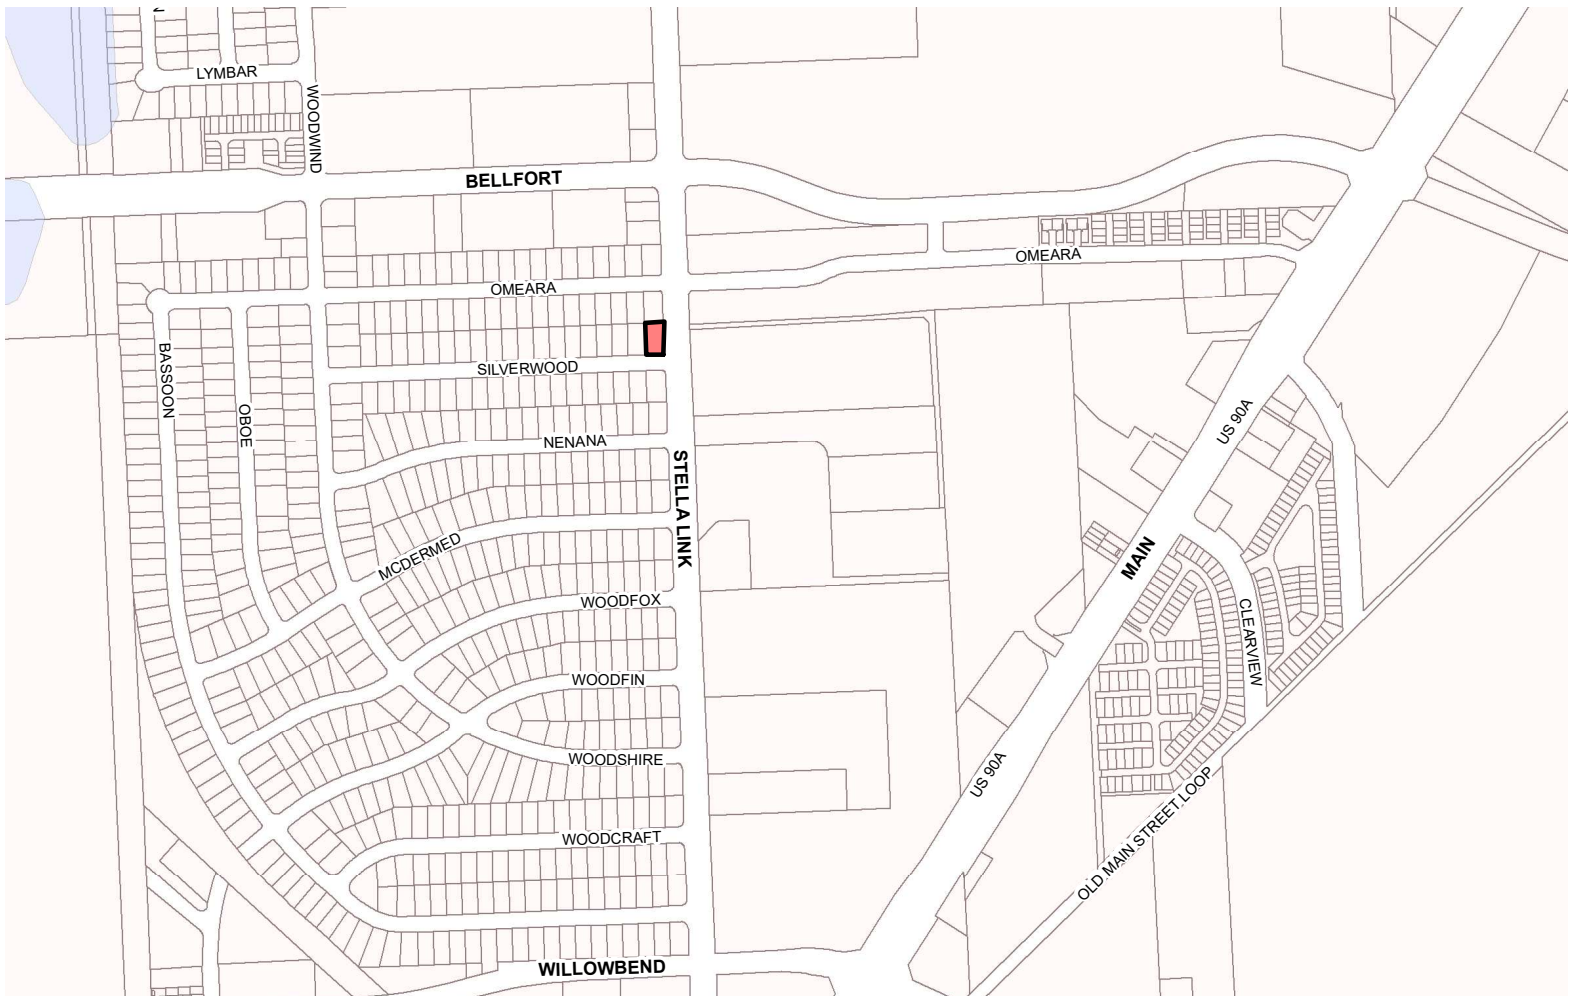 LYMBAR
WOODWIND
BELLFORT
OMEARA
OMEARA
BASSOON
SILVERWOOD
OBOE
US 90A
NENANA
STELLA LINK
MCDERMED
MAIN
WOODFOX
CLEARVIEW
WOODFIN
WOODSHIRE
US 90A
WOODCRAFT
OLD MAIN STREET LOOP
WILLOWBEND